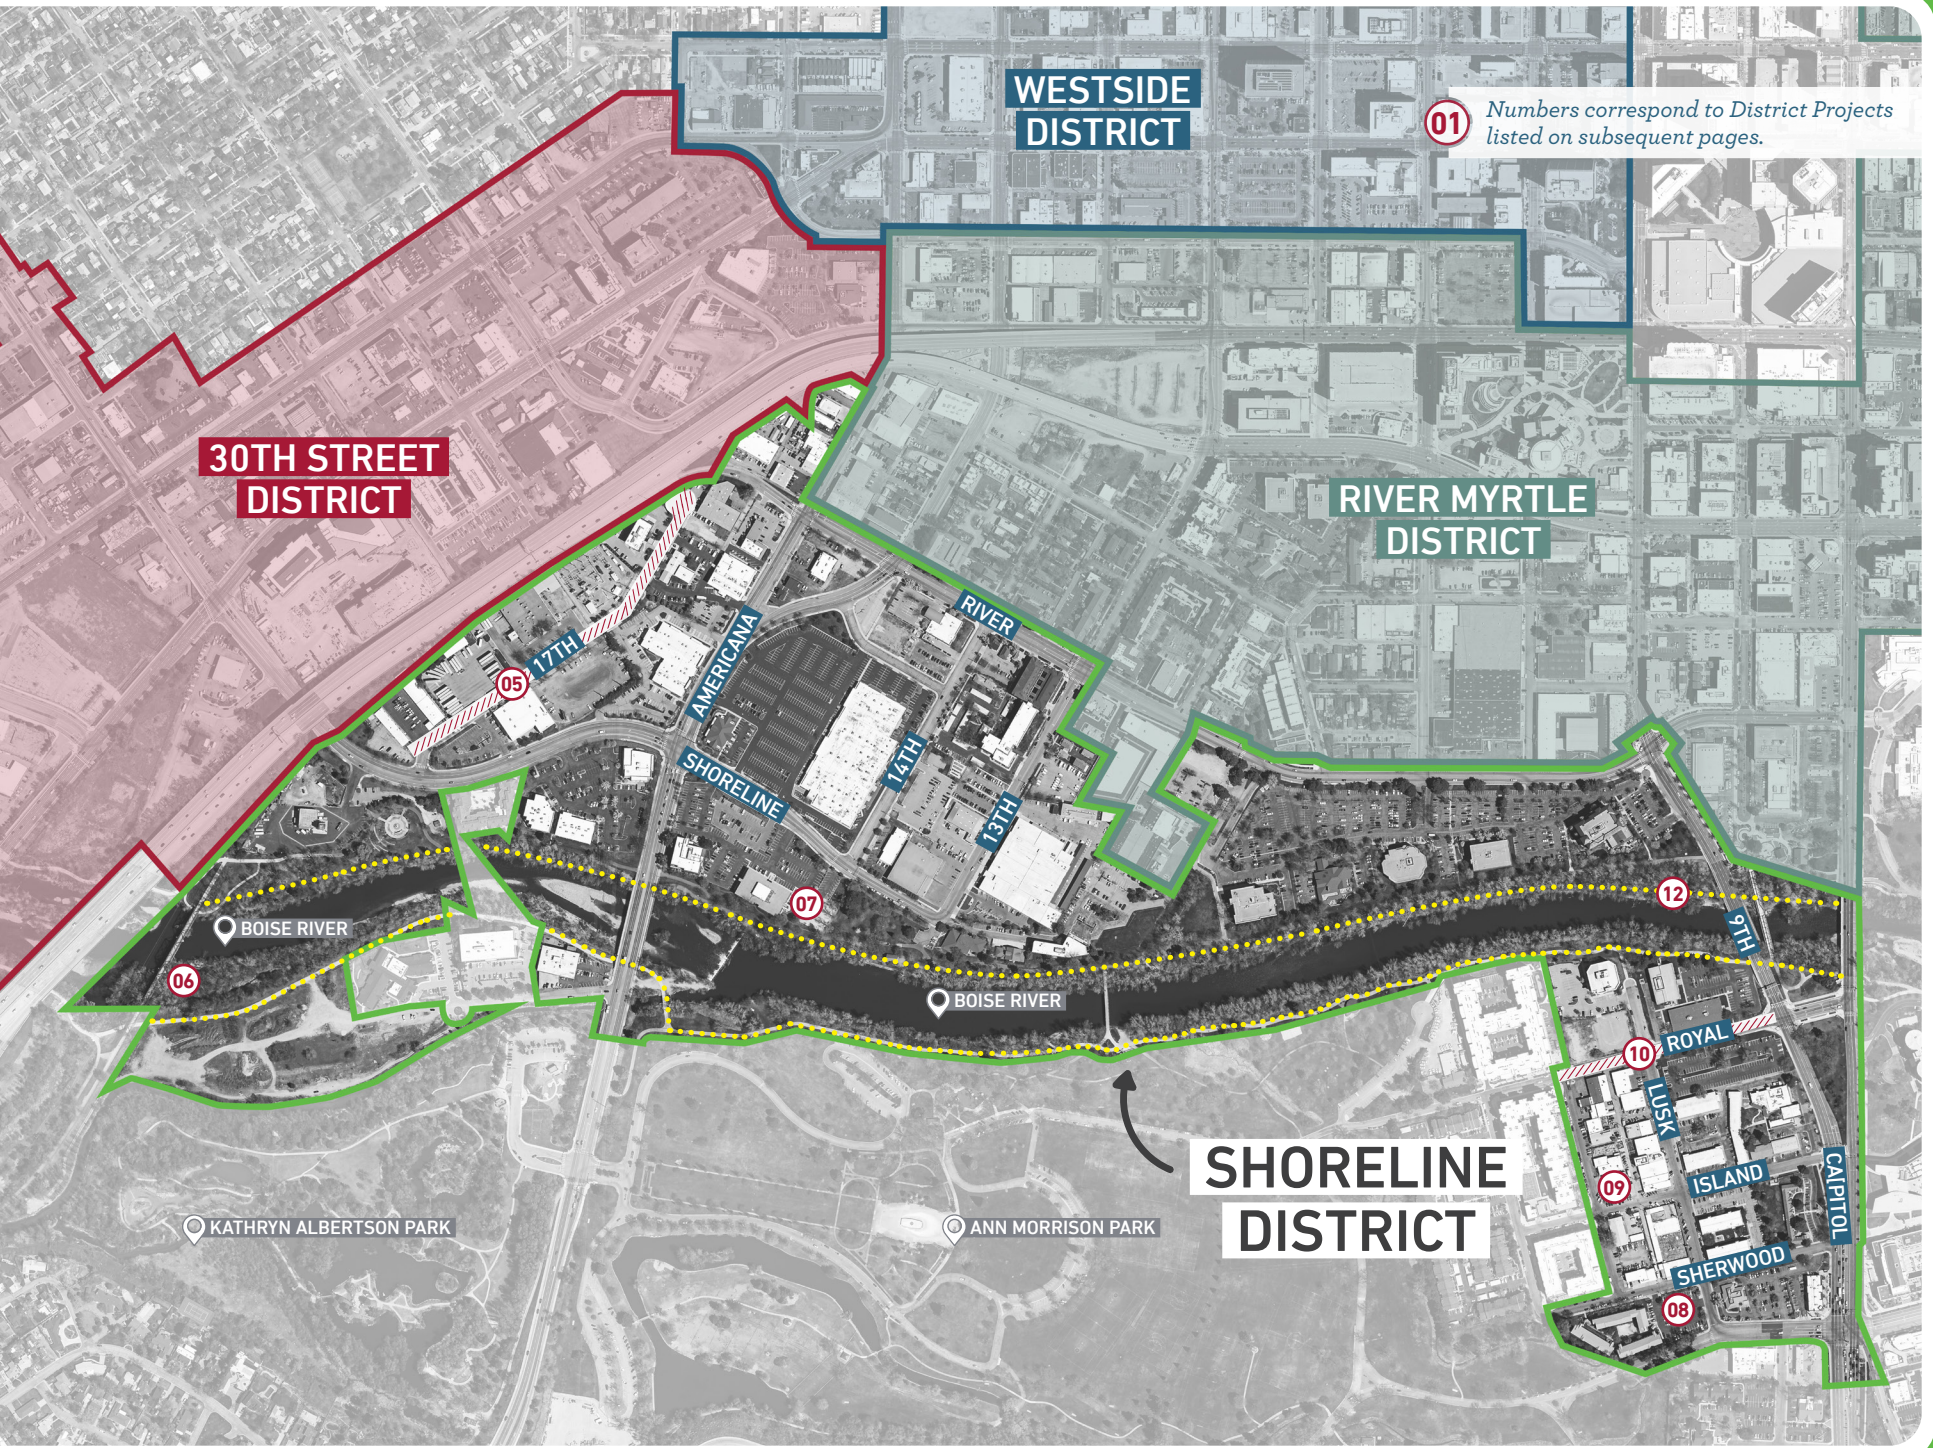 WESTSIDE
DISTRICT
01
Numbers correspond to District Projects
listed on subsequent pages.
30TH STREET
DISTRICT
RIVER MYRTLE
DISTRICT
RIVER
17TH
05
AMERICANA
SHORELINE
14TH
13TH
07
12
9TH
BOISE RIVER
06
BOISE RIVER
10
ROYAL
LUSK
SHORELINE
DISTRICT
09
ISLAND
CA[PITOL
KATHRYN ALBERTSON PARK
ANN MORRISON PARK
SHERWOOD
08